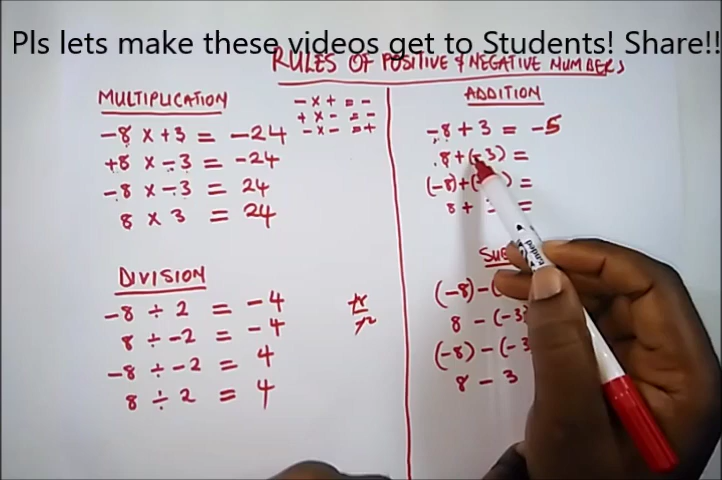 Pls lets make these videos get to Students! Share!!
RULES OF POSITIVE & NEGATIVE NUMBERS
MULTIPLICATION
-8 x +3 = -24
+8 x -3 = -24
-8 x -3 = 24
8 x 3 = 24
- x + = -
+ x - = -
- x - = +
DIVISION
-8 ÷ 2 = -4
8 ÷ -2 = -4
-8 ÷ -2 = 4
8 ÷ 2 = 4
ADDITION
-8 + 3 = -5
8 + (-3) =
(-8) + ( ) =
8 + =
SU
(-8) - (
8 - (-3)
(-8) - (-3
8 - 3